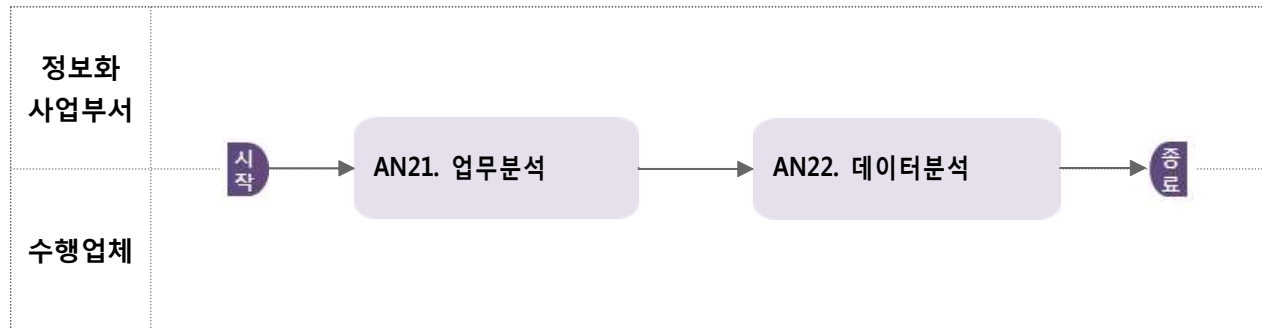 정보화
사업부서
시
작
AN21. 업무분석
AN22. 데이터분석
종
료
수행업체